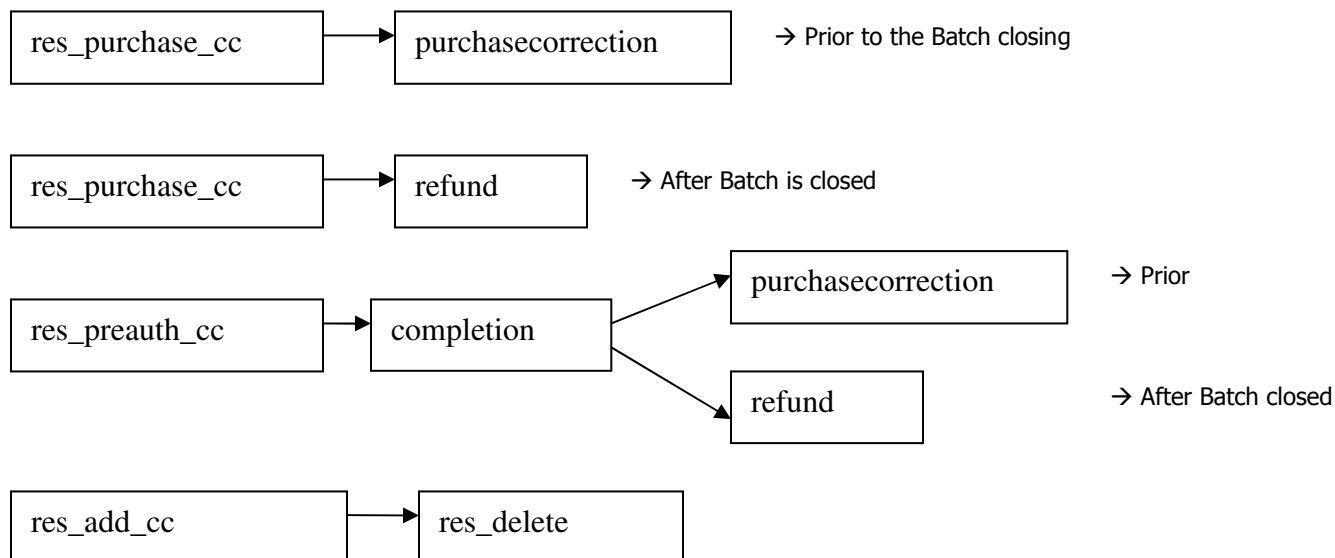 res_purchase_cc purchasecorrection → Prior to the Batch closing
res_purchase_cc refund → After Batch is closed
purchasecorrection → Prior
res_preauth_cc completion
refund → After Batch closed
res_add_cc res_delete